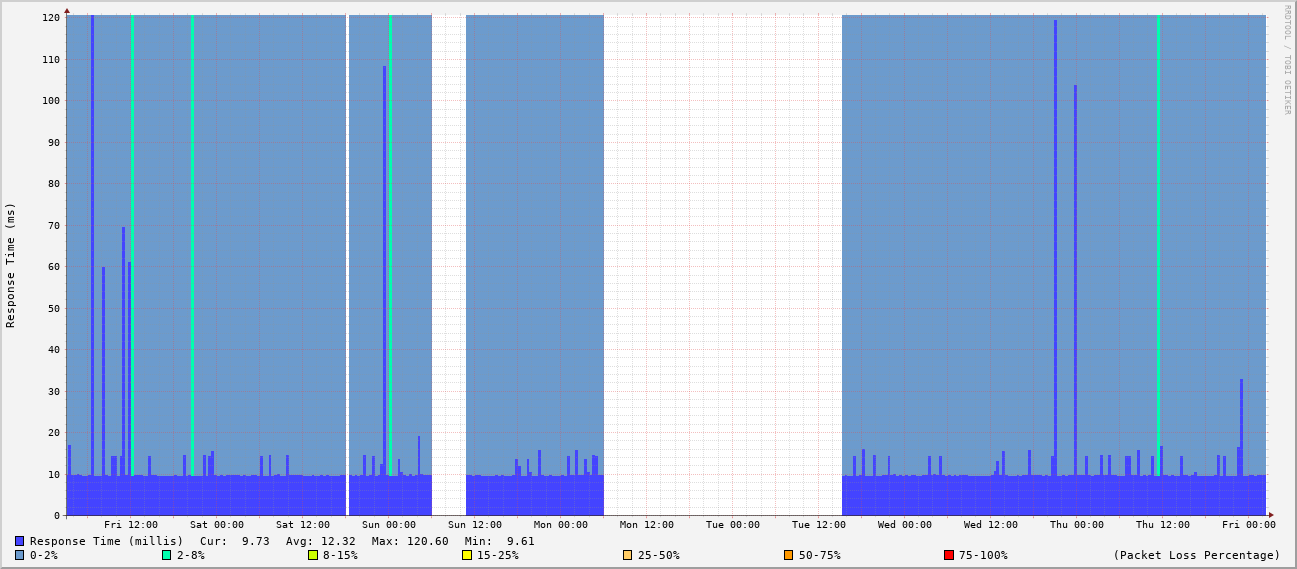 RRDTOOL / TOBI OETIKER
Response Time (ms)
120
110
100
90
80
70
60
50
40
30
20
10
0
Fri 12:00 Sat 00:00 Sat 12:00 Sun 00:00 Sun 12:00 Mon 00:00 Mon 12:00 Tue 00:00 Tue 12:00 Wed 00:00 Wed 12:00 Thu 00:00 Thu 12:00 Fri 00:00
Response Time (millis) Cur: 9.73 Avg: 12.32 Max: 120.60 Min: 9.61
0-2% 2-8% 8-15% 15-25% 25-50% 50-75% 75-100% (Packet Loss Percentage)